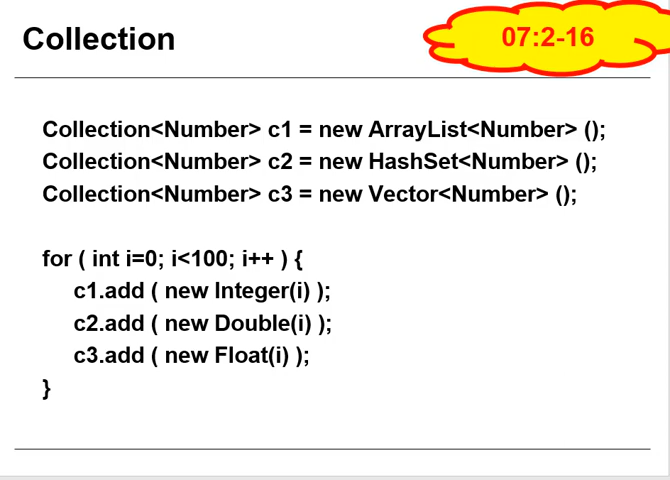 Collection
07:2-16
Collection<Number> c1 = new ArrayList<Number> ();
Collection<Number> c2 = new HashSet<Number> ();
Collection<Number> c3 = new Vector<Number> ();
for ( int i=0; i<100; i++ ) {
c1.add ( new Integer(i) );
c2.add ( new Double(i) );
c3.add ( new Float(i) );
}